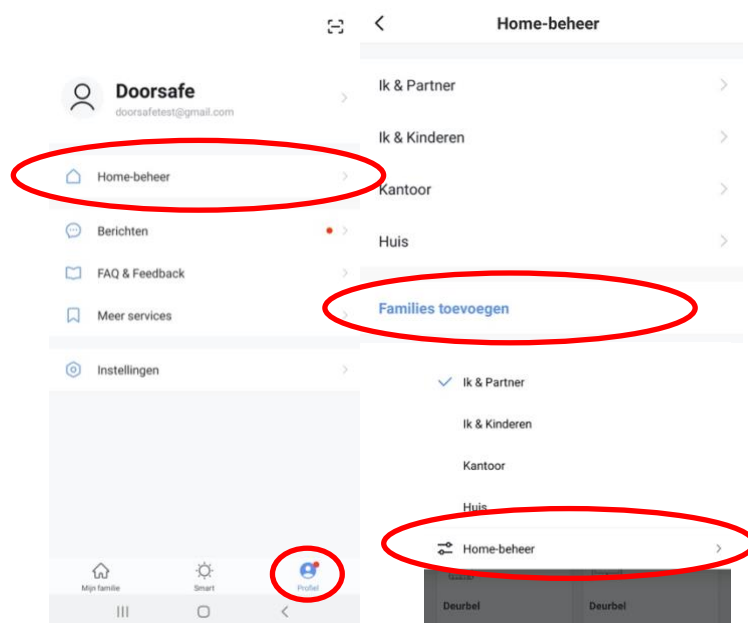 Doorsafe
doorsafetest@gmail.com
Home-beheer
Berichten
FAQ & Feedback
Meer services
Instellingen
Mijn familie
Smart
Profiel
Home-beheer
Ik & Partner
Ik & Kinderen
Kantoor
Huis
Families toevoegen
Ik & Partner
Ik & Kinderen
Kantoor
Huis
Home-beheer
Deurbel
Deurbel